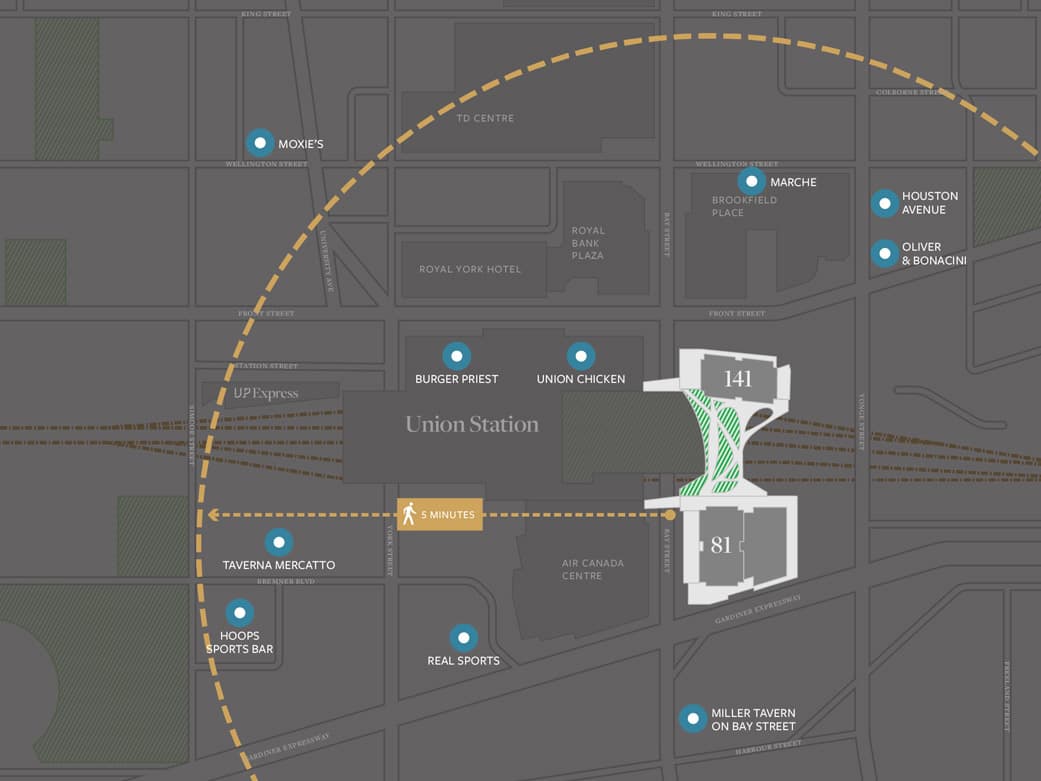 KING STREET
KING STREET
COLBORNE STREET
TD CENTRE
MOXIE'S
WELLINGTON STREET
WELLINGTON STREET
MARCHE
BROOKFIELD
PLACE
HOUSTON
AVENUE
BAY STREET
ROYAL
BANK
PLAZA
UNIVERSITY AVE
OLIVER
& BONACINI
ROYAL YORK HOTEL
FRONT STREET
FRONT STREET
STATION STREET
BURGER PRIEST
UNION CHICKEN
141
UP Express
SIMCOE STREET
Union Station
YONGE STREET
5 MINUTES
YORK STREET
BAY STREET
81
TAVERNA MERCATTO
AIR CANADA
CENTRE
BREMNER BLVD
GARDINER EXPRESSWAY
HOOPS
SPORTS BAR
REAL SPORTS
FREELAND STREET
MILLER TAVERN
ON BAY STREET
GARDINER EXPRESSWAY
HARBOUR STREET